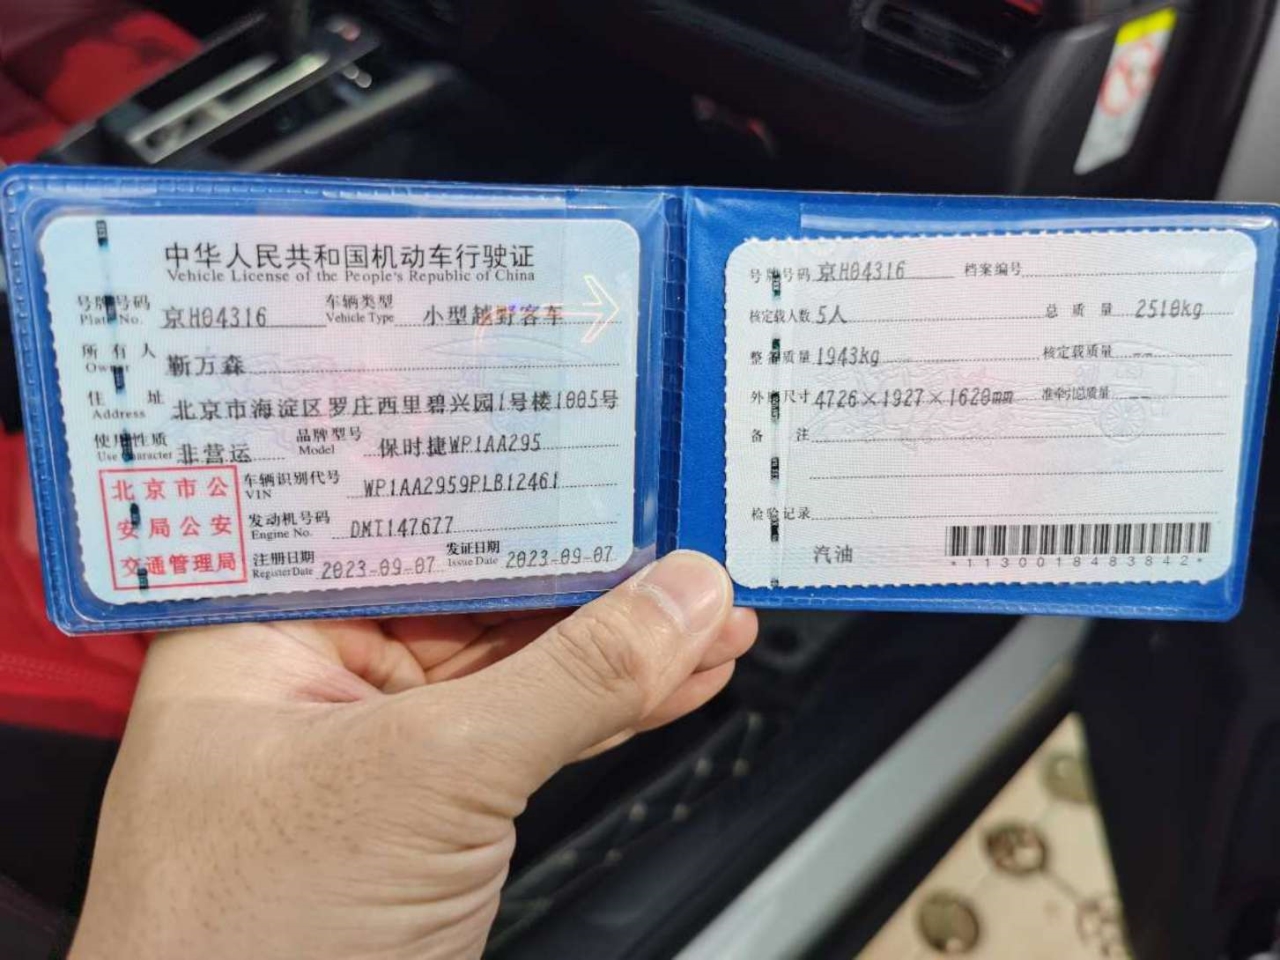 中华人民共和国机动车行驶证
Vehicle License of the People's Republic of China
号牌号码 京H04316 车辆类型 小型越野客车
Plate No. Vehicle Type
所有人 靳万森
Owner
住址 北京市海淀区罗庄西里碧兴园1号楼1005号
Address
使用性质 非营运 品牌型号 保时捷WP1AA295
Use Character Model
北京市公
安局公安
交通管理局
车辆识别代号 WP1AA2959PLB12461
VIN
发动机号码 DMT147677
Engine No.
注册日期 2023-09-07 发证日期 2023-09-07
Register Date Issue Date
号牌号码 京H04316 档案编号
核定载人数 5人 总质量 2510kg
整备质量 1943kg 核定载质量 --
外廓尺寸 4726×1927×1620mm 准牵引总质量 --
备注
检验记录
汽油
*1130018483842*